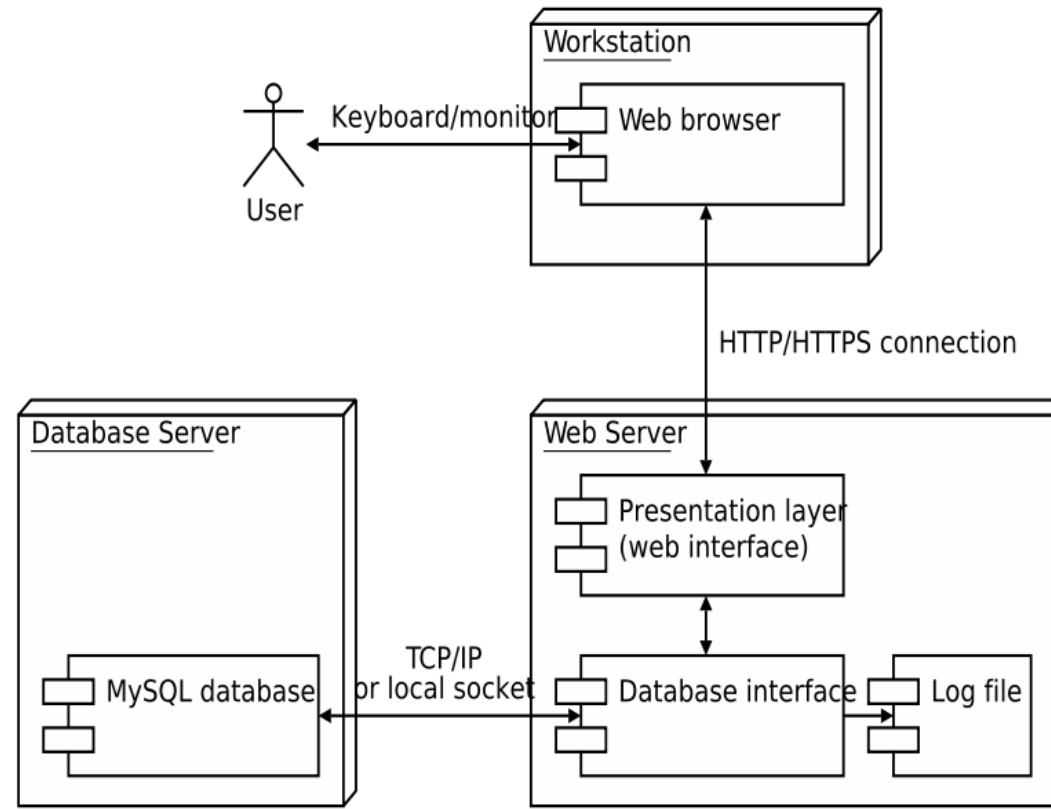 Workstation
Keyboard/monitor
Web browser
User
HTTP/HTTPS connection
Database Server
Web Server
Presentation layer
(web interface)
TCP/IP
or local socket
MySQL database
Database interface
Log file